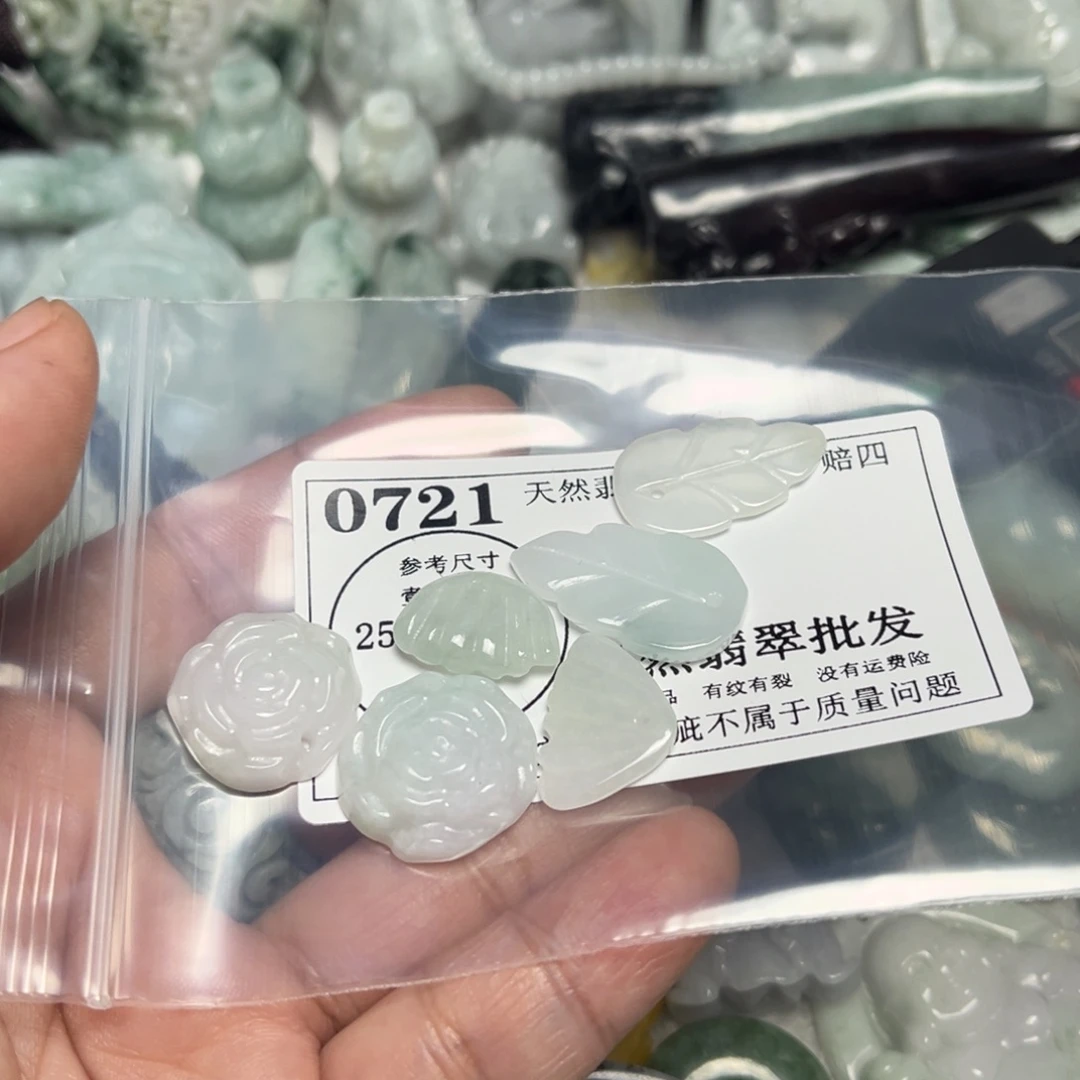 0721
天然翡
赔四
参考尺寸
25
翡翠批发
有纹有裂 没有运费险
疵不属于质量问题